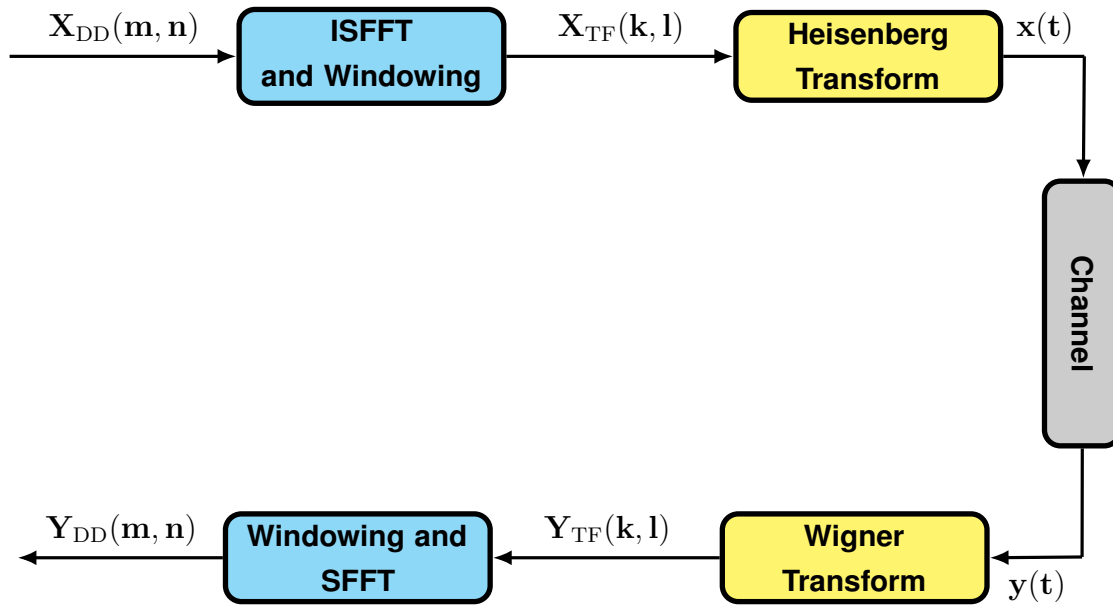 X_DD(m, n)
ISFFT
and Windowing
X_TF(k, l)
Heisenberg
Transform
x(t)
Channel
Y_DD(m, n)
Windowing and
SFFT
Y_TF(k, l)
Wigner
Transform
y(t)